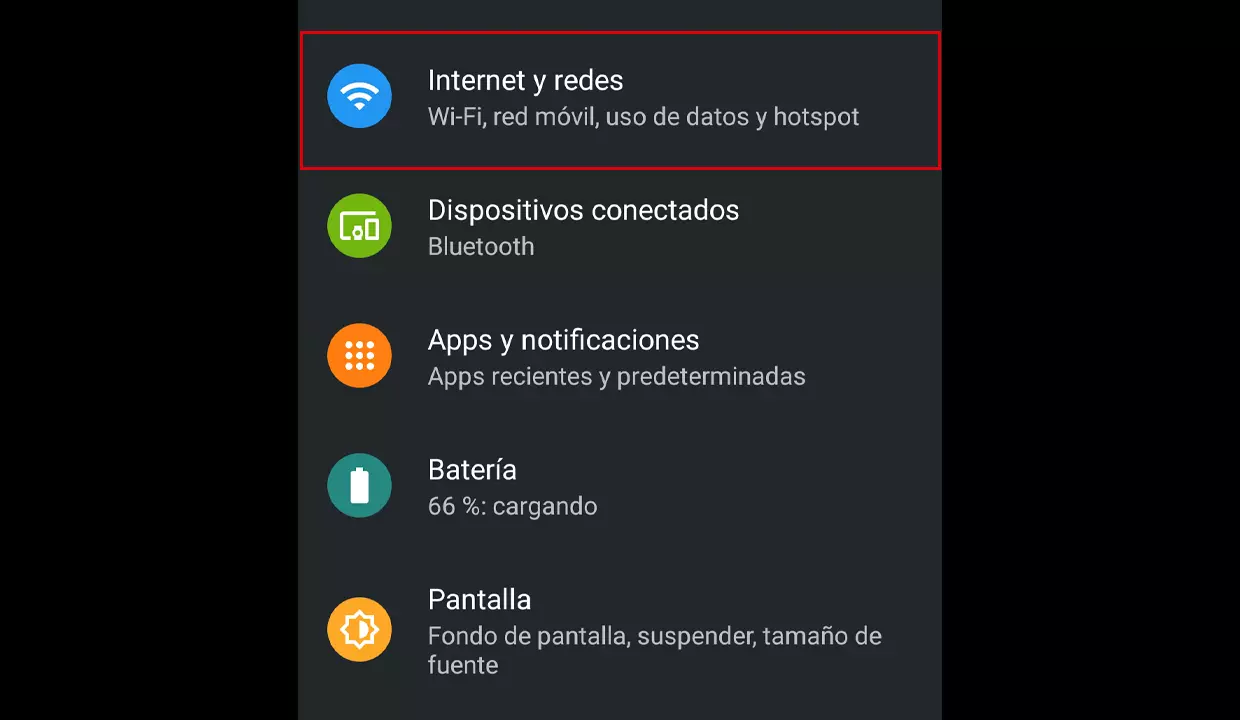 Internet y redes
Wi-Fi, red móvil, uso de datos y hotspot
Dispositivos conectados
Bluetooth
Apps y notificaciones
Apps recientes y predeterminadas
Batería
66 %: cargando
Pantalla
Fondo de pantalla, suspender, tamaño de
fuente